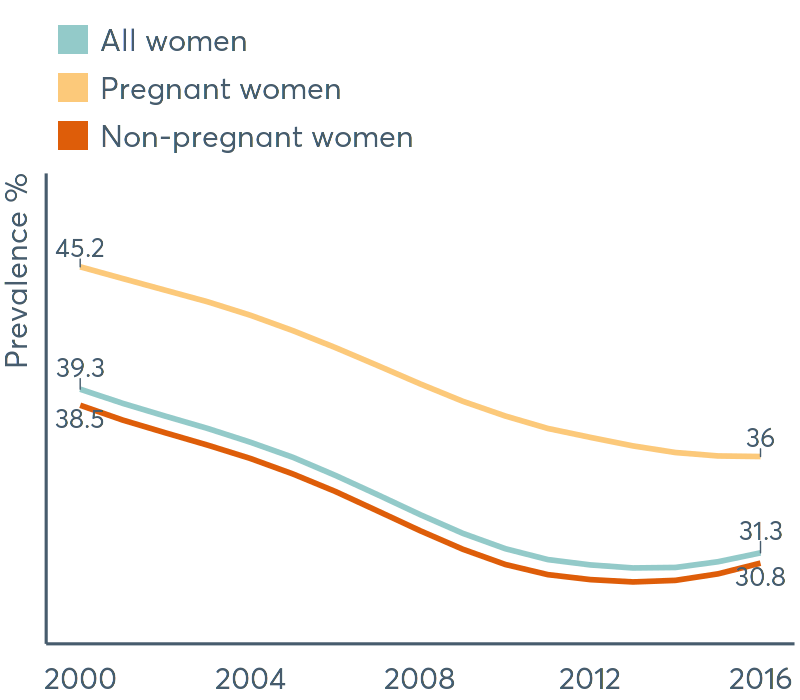 All women
Pregnant women
Non-pregnant women
Prevalence %
45.2
39.3
38.5
36
31.3
30.8
2000 2004 2008 2012 2016